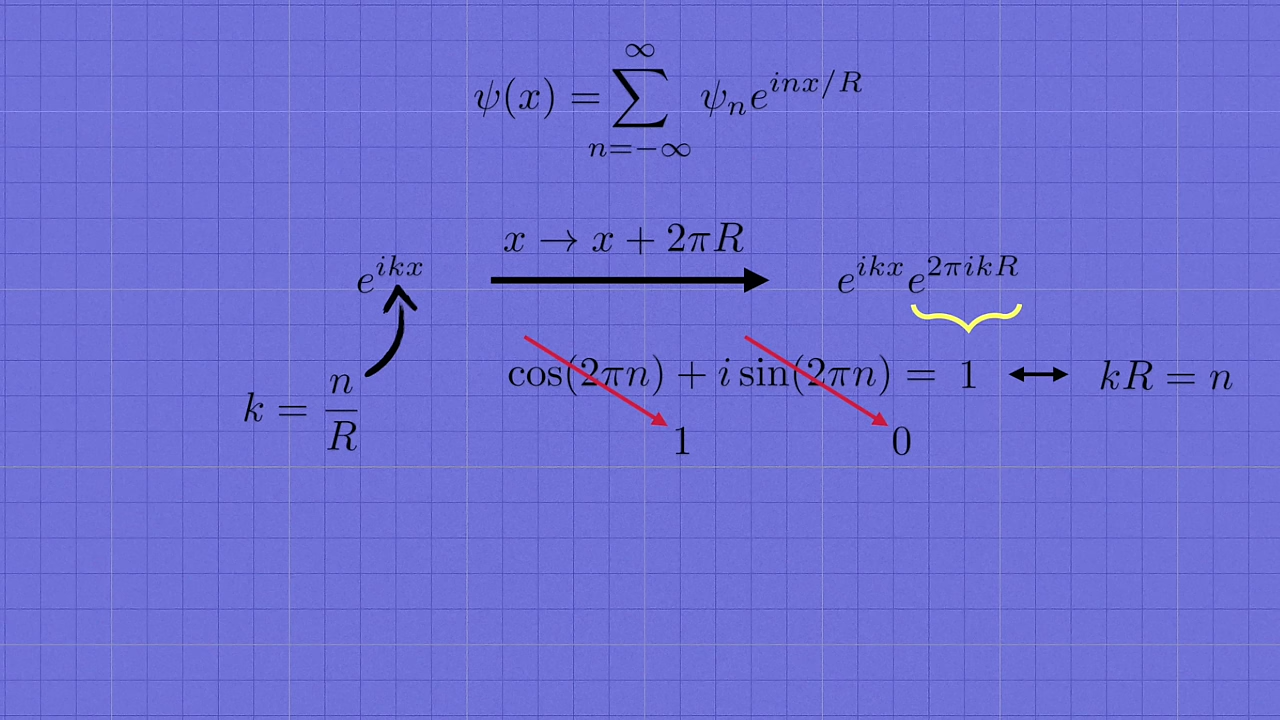 ψ(x) = ∑_{n=-∞}^{∞} ψ_n e^{inx/R}
x → x + 2πR
e^{ikx} e^{ikx} e^{2πikR}
cos(2πn) + i sin(2πn) = 1 ↔ kR = n
k = n/R
1 0